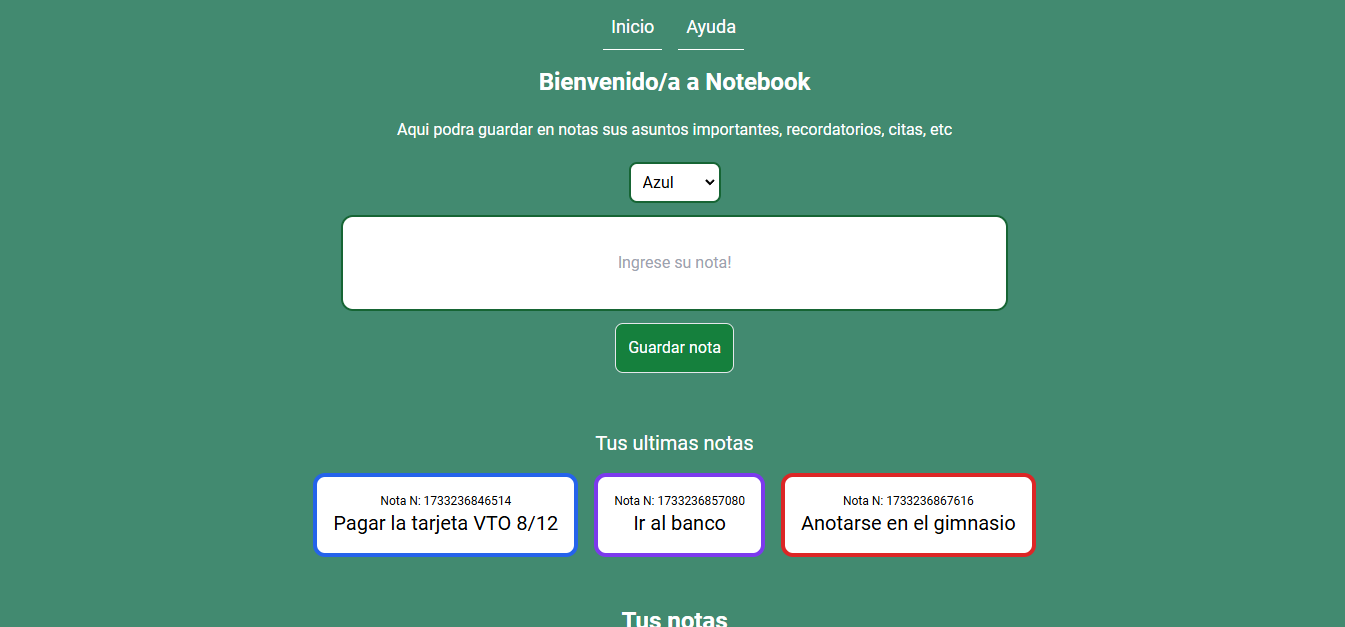 Inicio Ayuda
Bienvenido/a a Notebook
Aqui podra guardar en notas sus asuntos importantes, recordatorios, citas, etc
Azul
Ingrese su nota!
Guardar nota
Tus ultimas notas
Nota N: 1733236846514
Pagar la tarjeta VTO 8/12
Nota N: 1733236857080
Ir al banco
Nota N: 1733236867616
Anotarse en el gimnasio
Tus notas